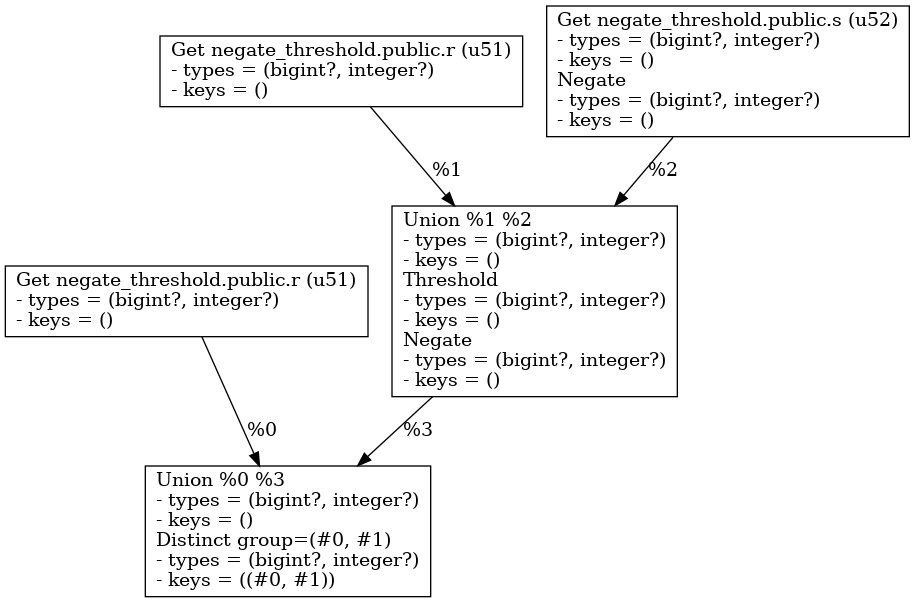 Get negate_threshold.public.s (u52)
- types = (bigint?, integer?)
- keys = ()
Negate
- types = (bigint?, integer?)
- keys = ()
Get negate_threshold.public.r (u51)
- types = (bigint?, integer?)
- keys = ()
%1
%2
Union %1 %2
- types = (bigint?, integer?)
- keys = ()
Threshold
- types = (bigint?, integer?)
- keys = ()
Negate
- types = (bigint?, integer?)
- keys = ()
Get negate_threshold.public.r (u51)
- types = (bigint?, integer?)
- keys = ()
%0
%3
Union %0 %3
- types = (bigint?, integer?)
- keys = ()
Distinct group=(#0, #1)
- types = (bigint?, integer?)
- keys = ((#0, #1))